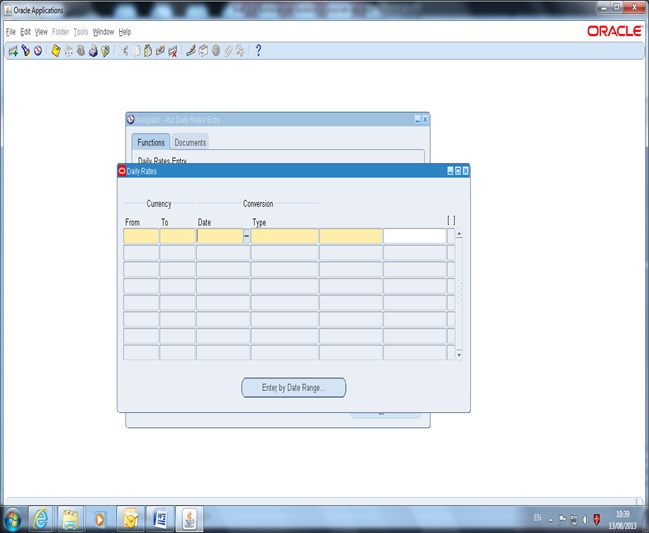 Oracle Applications
File Edit View Folder Tools Window Help
ORACLE
Navigator - Abd Daily Rates Entry
Functions Documents
Daily Rates Entry
Daily Rates
Currency Conversion
From To Date Type [ ]
Enter by Date Range...
EN
10:39
13/08/2013